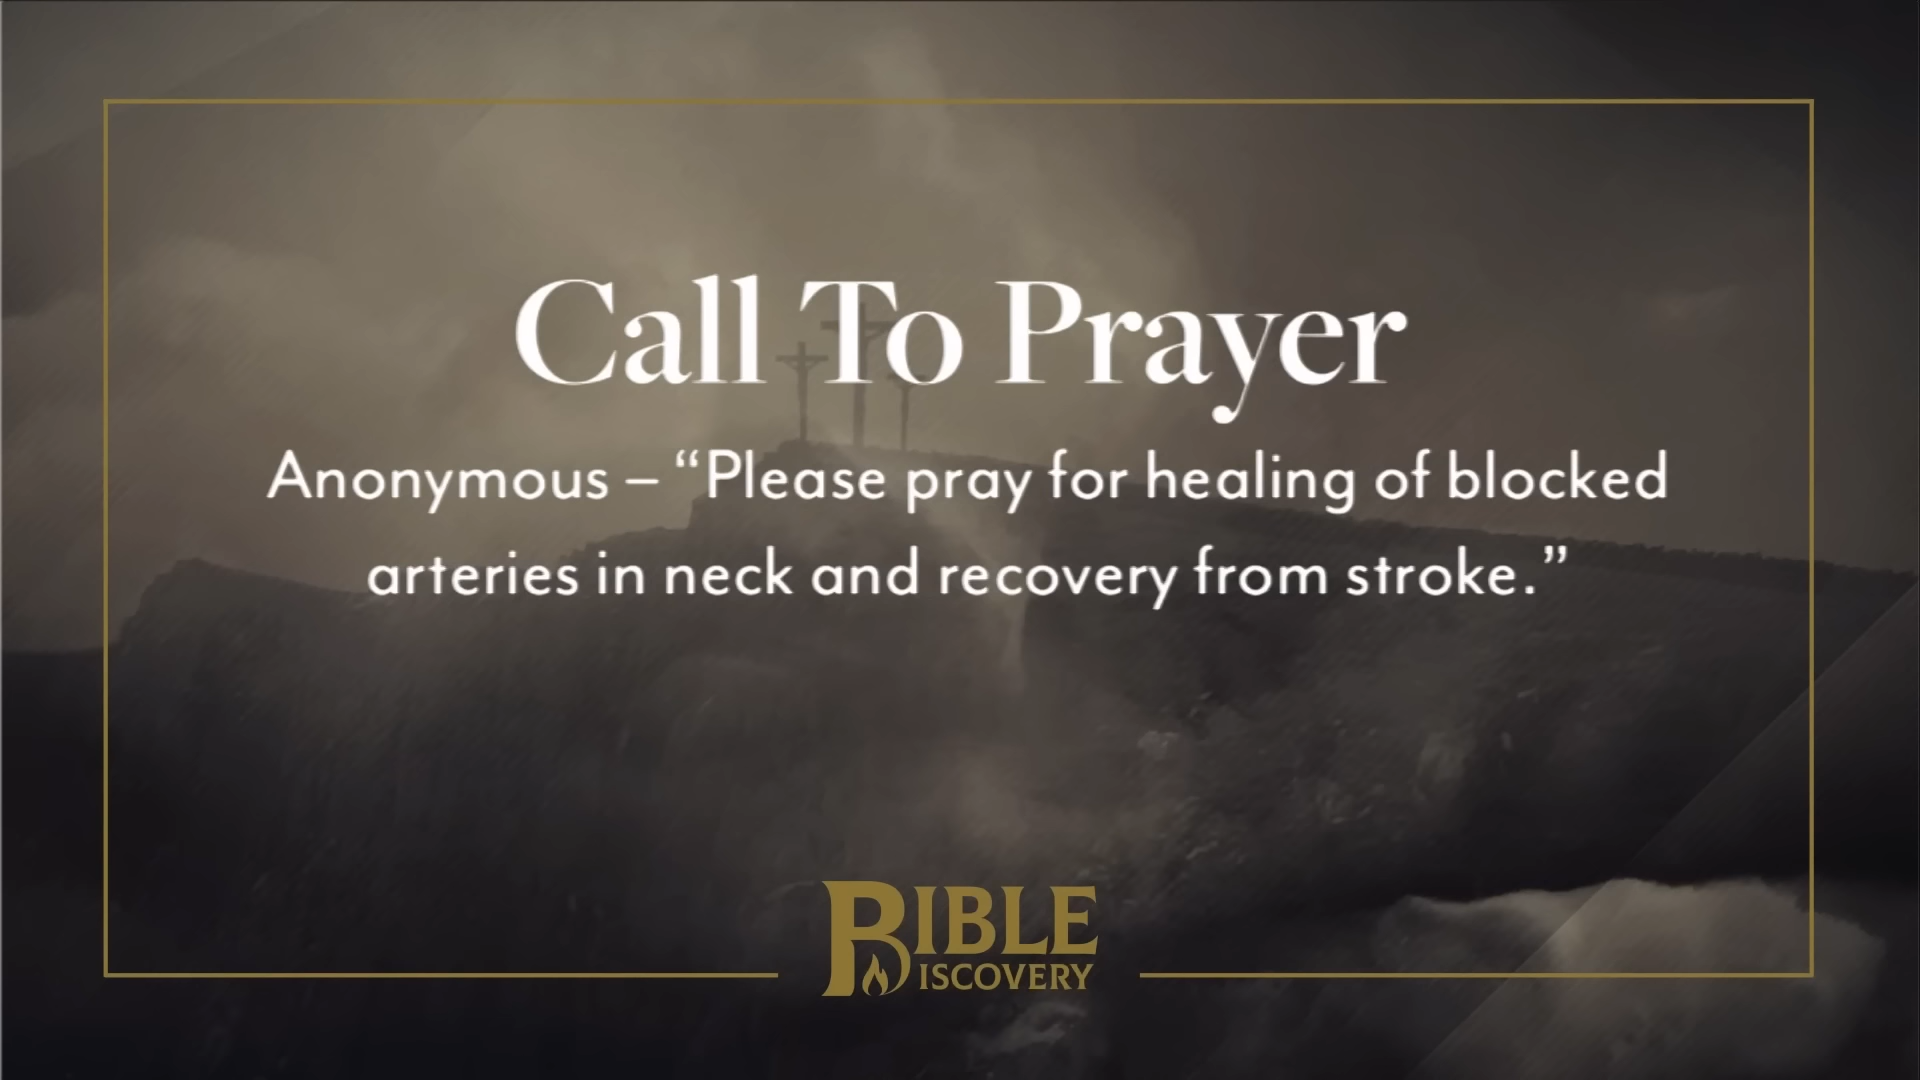 Call To Prayer
Anonymous – “Please pray for healing of blocked
arteries in neck and recovery from stroke.”
BIBLE
DISCOVERY